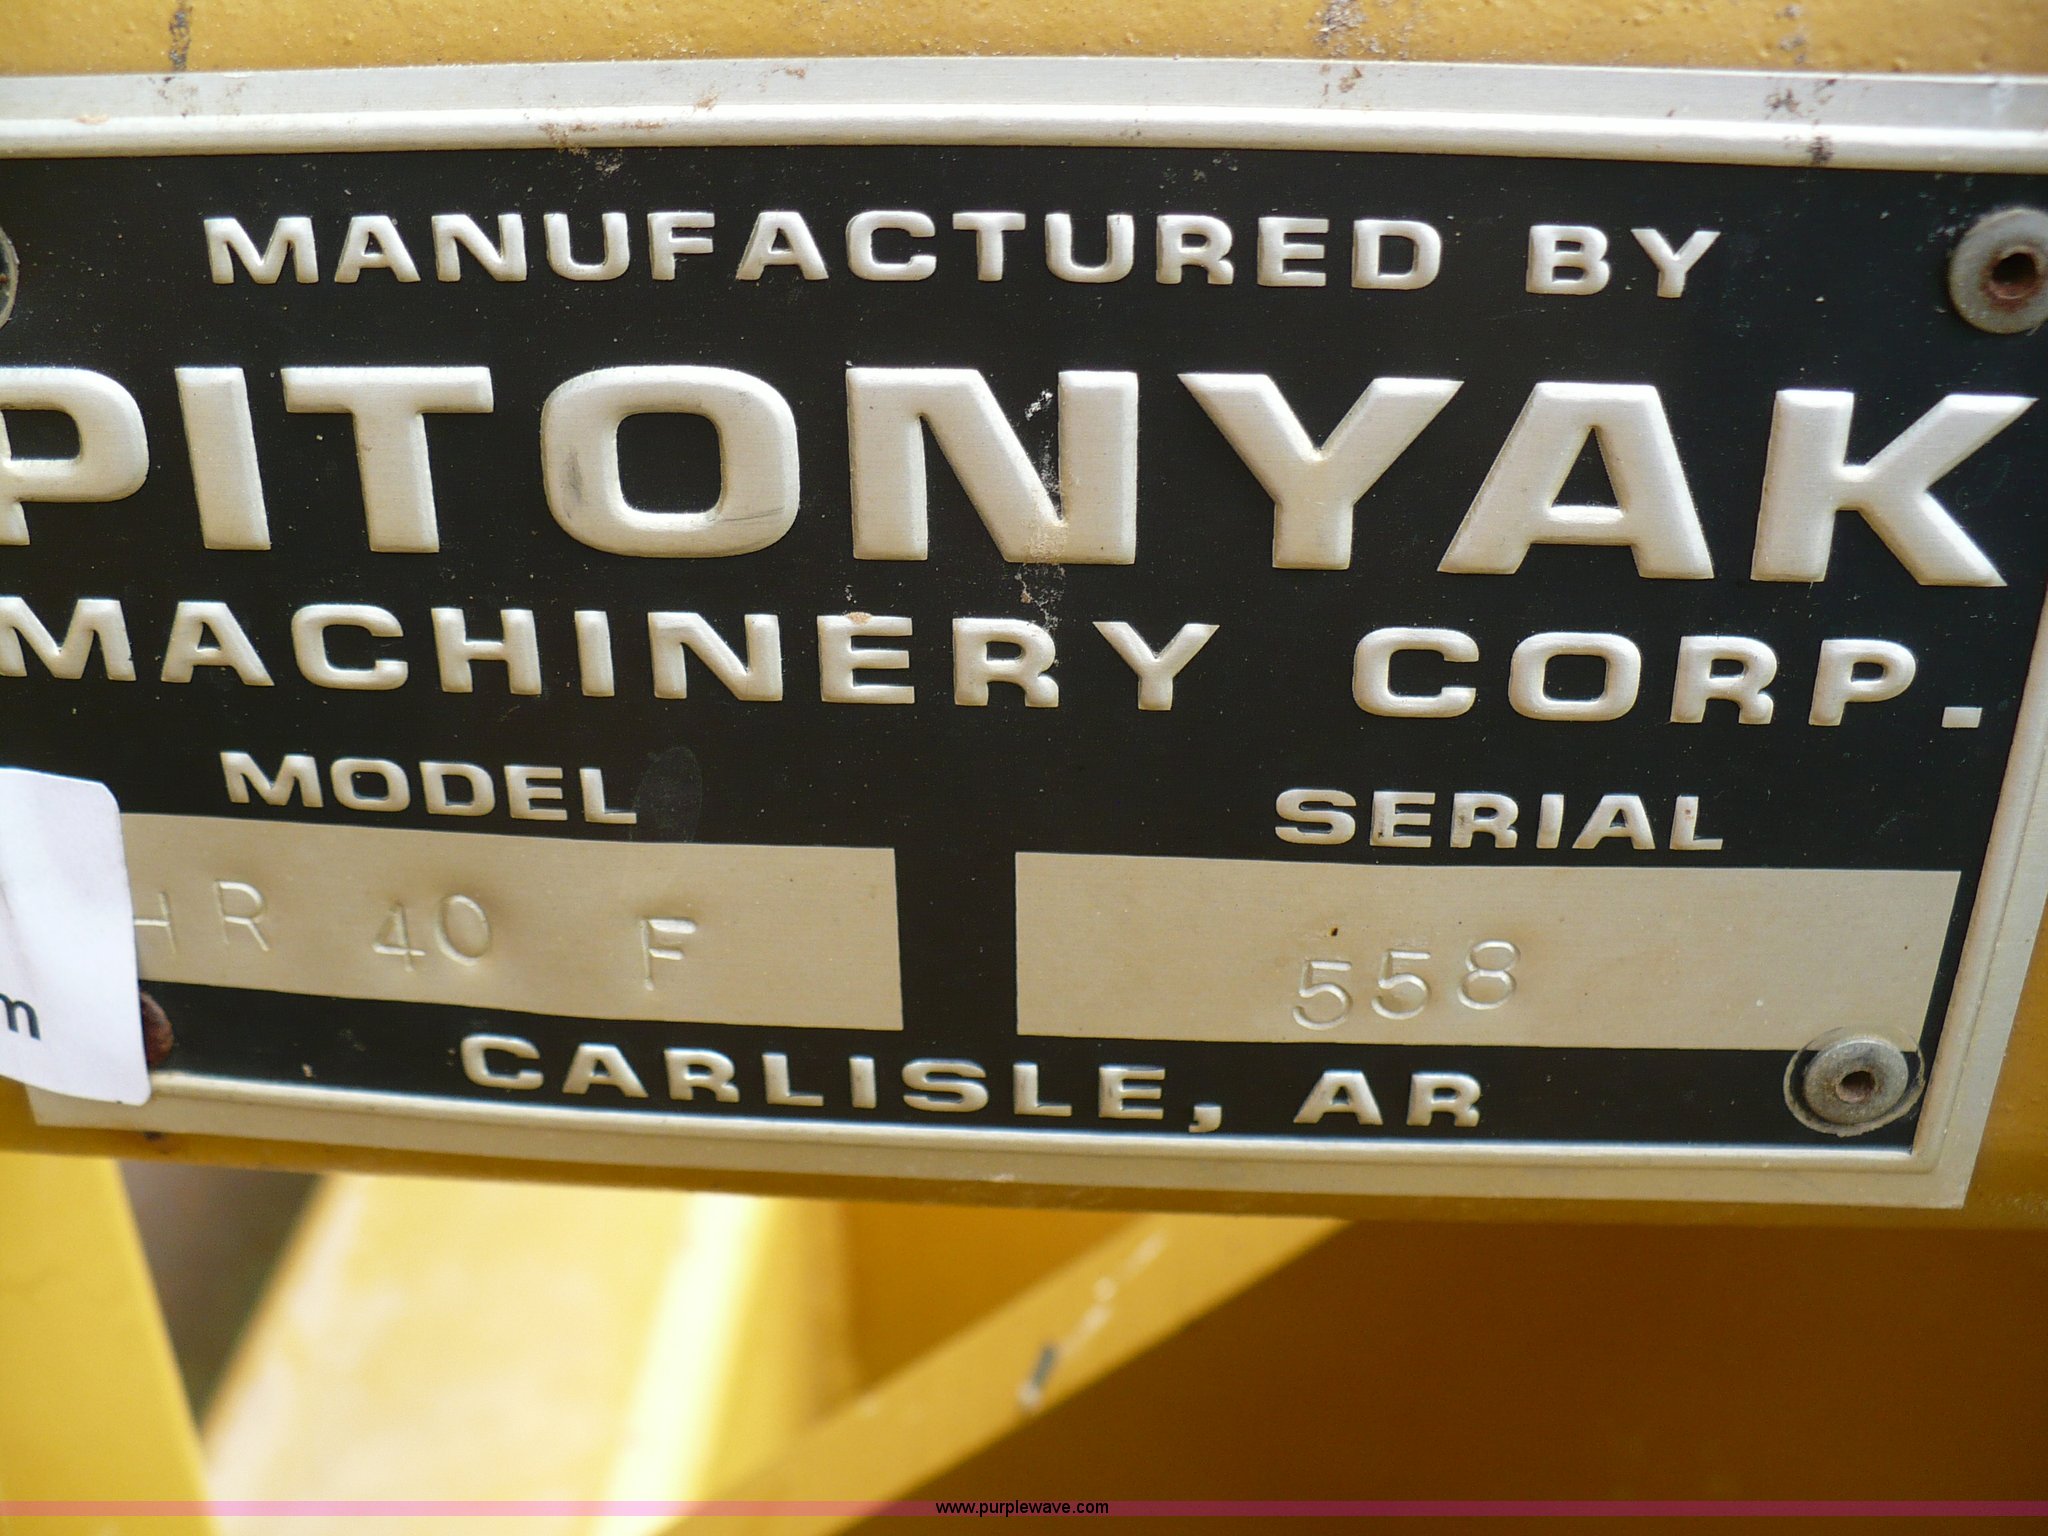 MANUFACTURED BY
PITONYAK
MACHINERY CORP.
MODEL SERIAL
HR 40 F 558
m
CARLISLE, AR
www.purplewave.com